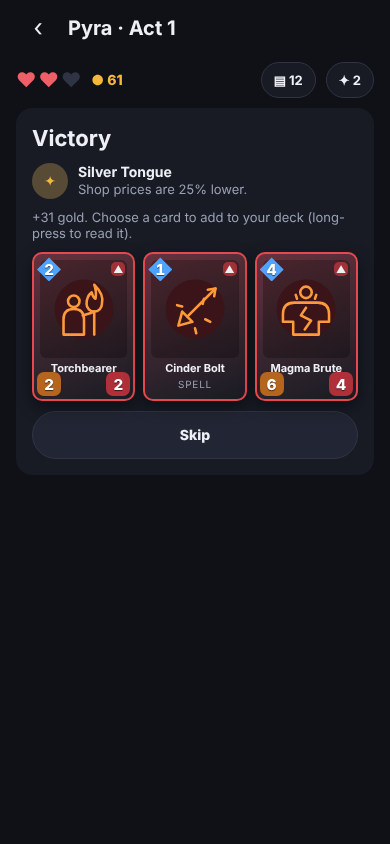 Pyra · Act 1
61
12
2
Victory
Silver Tongue
Shop prices are 25% lower.
+31 gold. Choose a card to add to your deck (long-
press to read it).
2
Torchbearer
2
2
1
Cinder Bolt
SPELL
4
Magma Brute
6
4
Skip